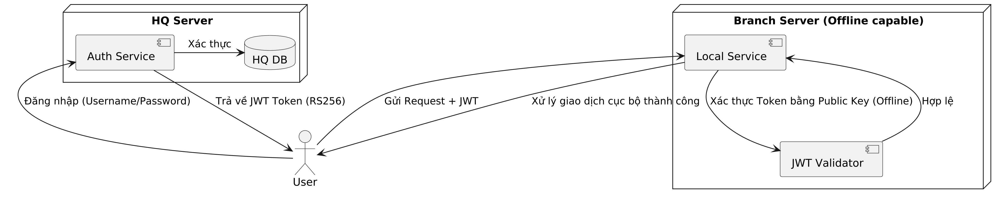 HQ Server
Branch Server (Offline capable)
Auth Service
Xác thực
HQ DB
Local Service
Đăng nhập (Username/Password)
Trả về JWT Token (RS256)
Gửi Request + JWT
Xử lý giao dịch cục bộ thành công
Xác thực Token bằng Public Key (Offline)
Hợp lệ
JWT Validator
User